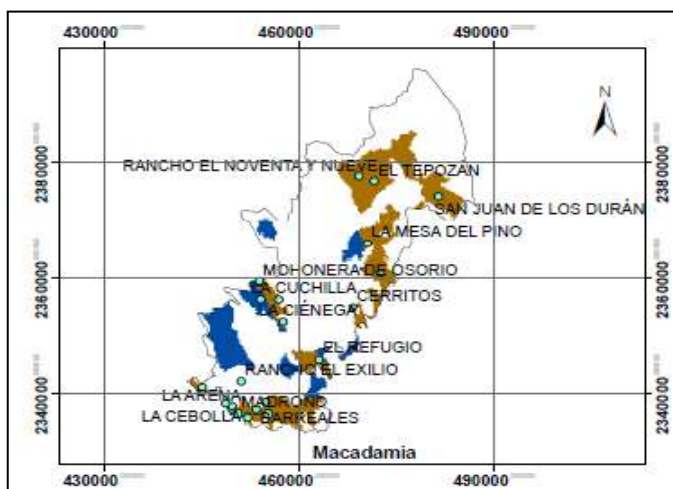 430000 460000 490000
N
2380000 2380000
RANCHO EL NOVENTA Y NUEVE
EL TEPOZÁN
SAN JUAN DE LOS DURÁN
LA MESA DEL PINO
MOHONERA DE OSORIO
2360000 2360000
LA CUCHILLA
CERRITOS
LA CIÉNEGA
EL REFUGIO
RANCHO EL EXILIO
2340000 2340000
LA ARENA
MADROÑO
LA CEBOLLA
BARREALES
Macadamia
430000 460000 490000